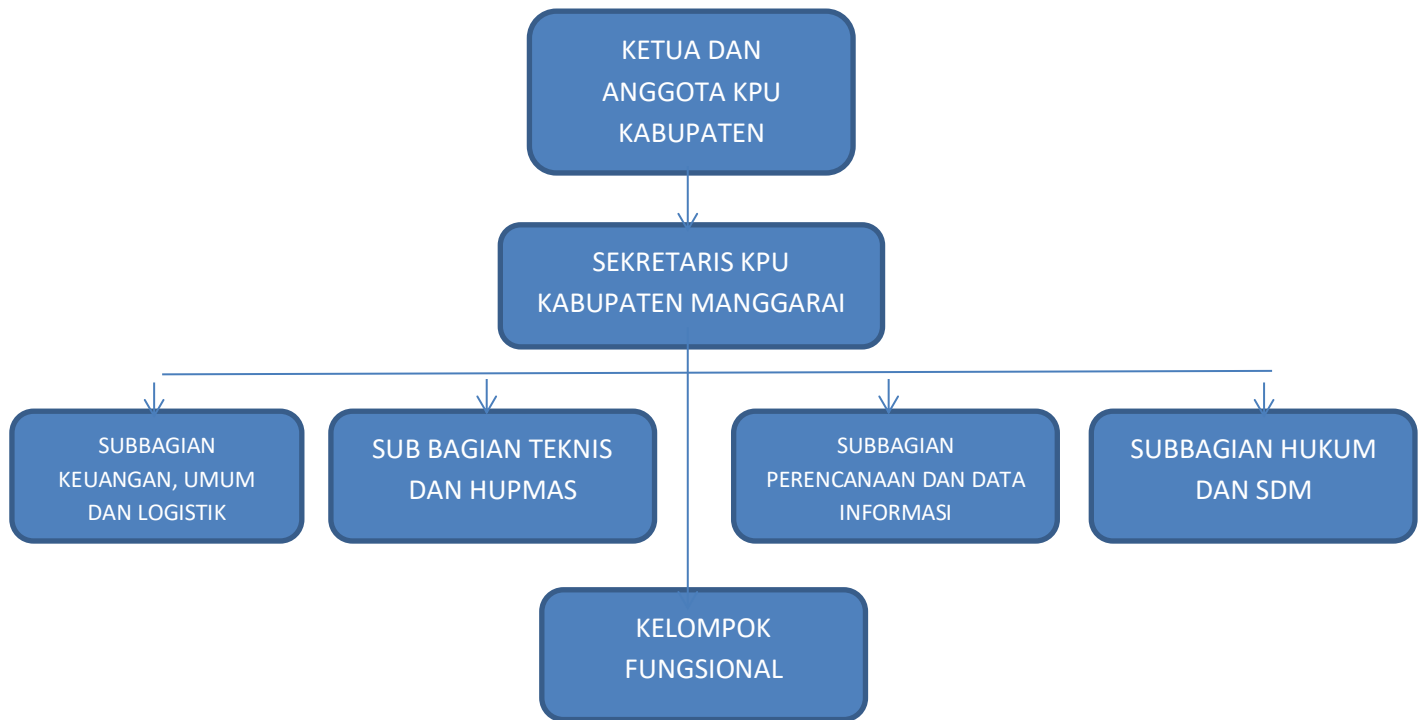 KETUA DAN
ANGGOTA KPU
KABUPATEN
SEKRETARIS KPU
KABUPATEN MANGGARAI
SUBBAGIAN
KEUANGAN, UMUM
DAN LOGISTIK
SUB BAGIAN TEKNIS
DAN HUPMAS
SUBBAGIAN
PERENCANAAN DAN DATA
INFORMASI
SUBBAGIAN HUKUM
DAN SDM
KELOMPOK
FUNGSIONAL